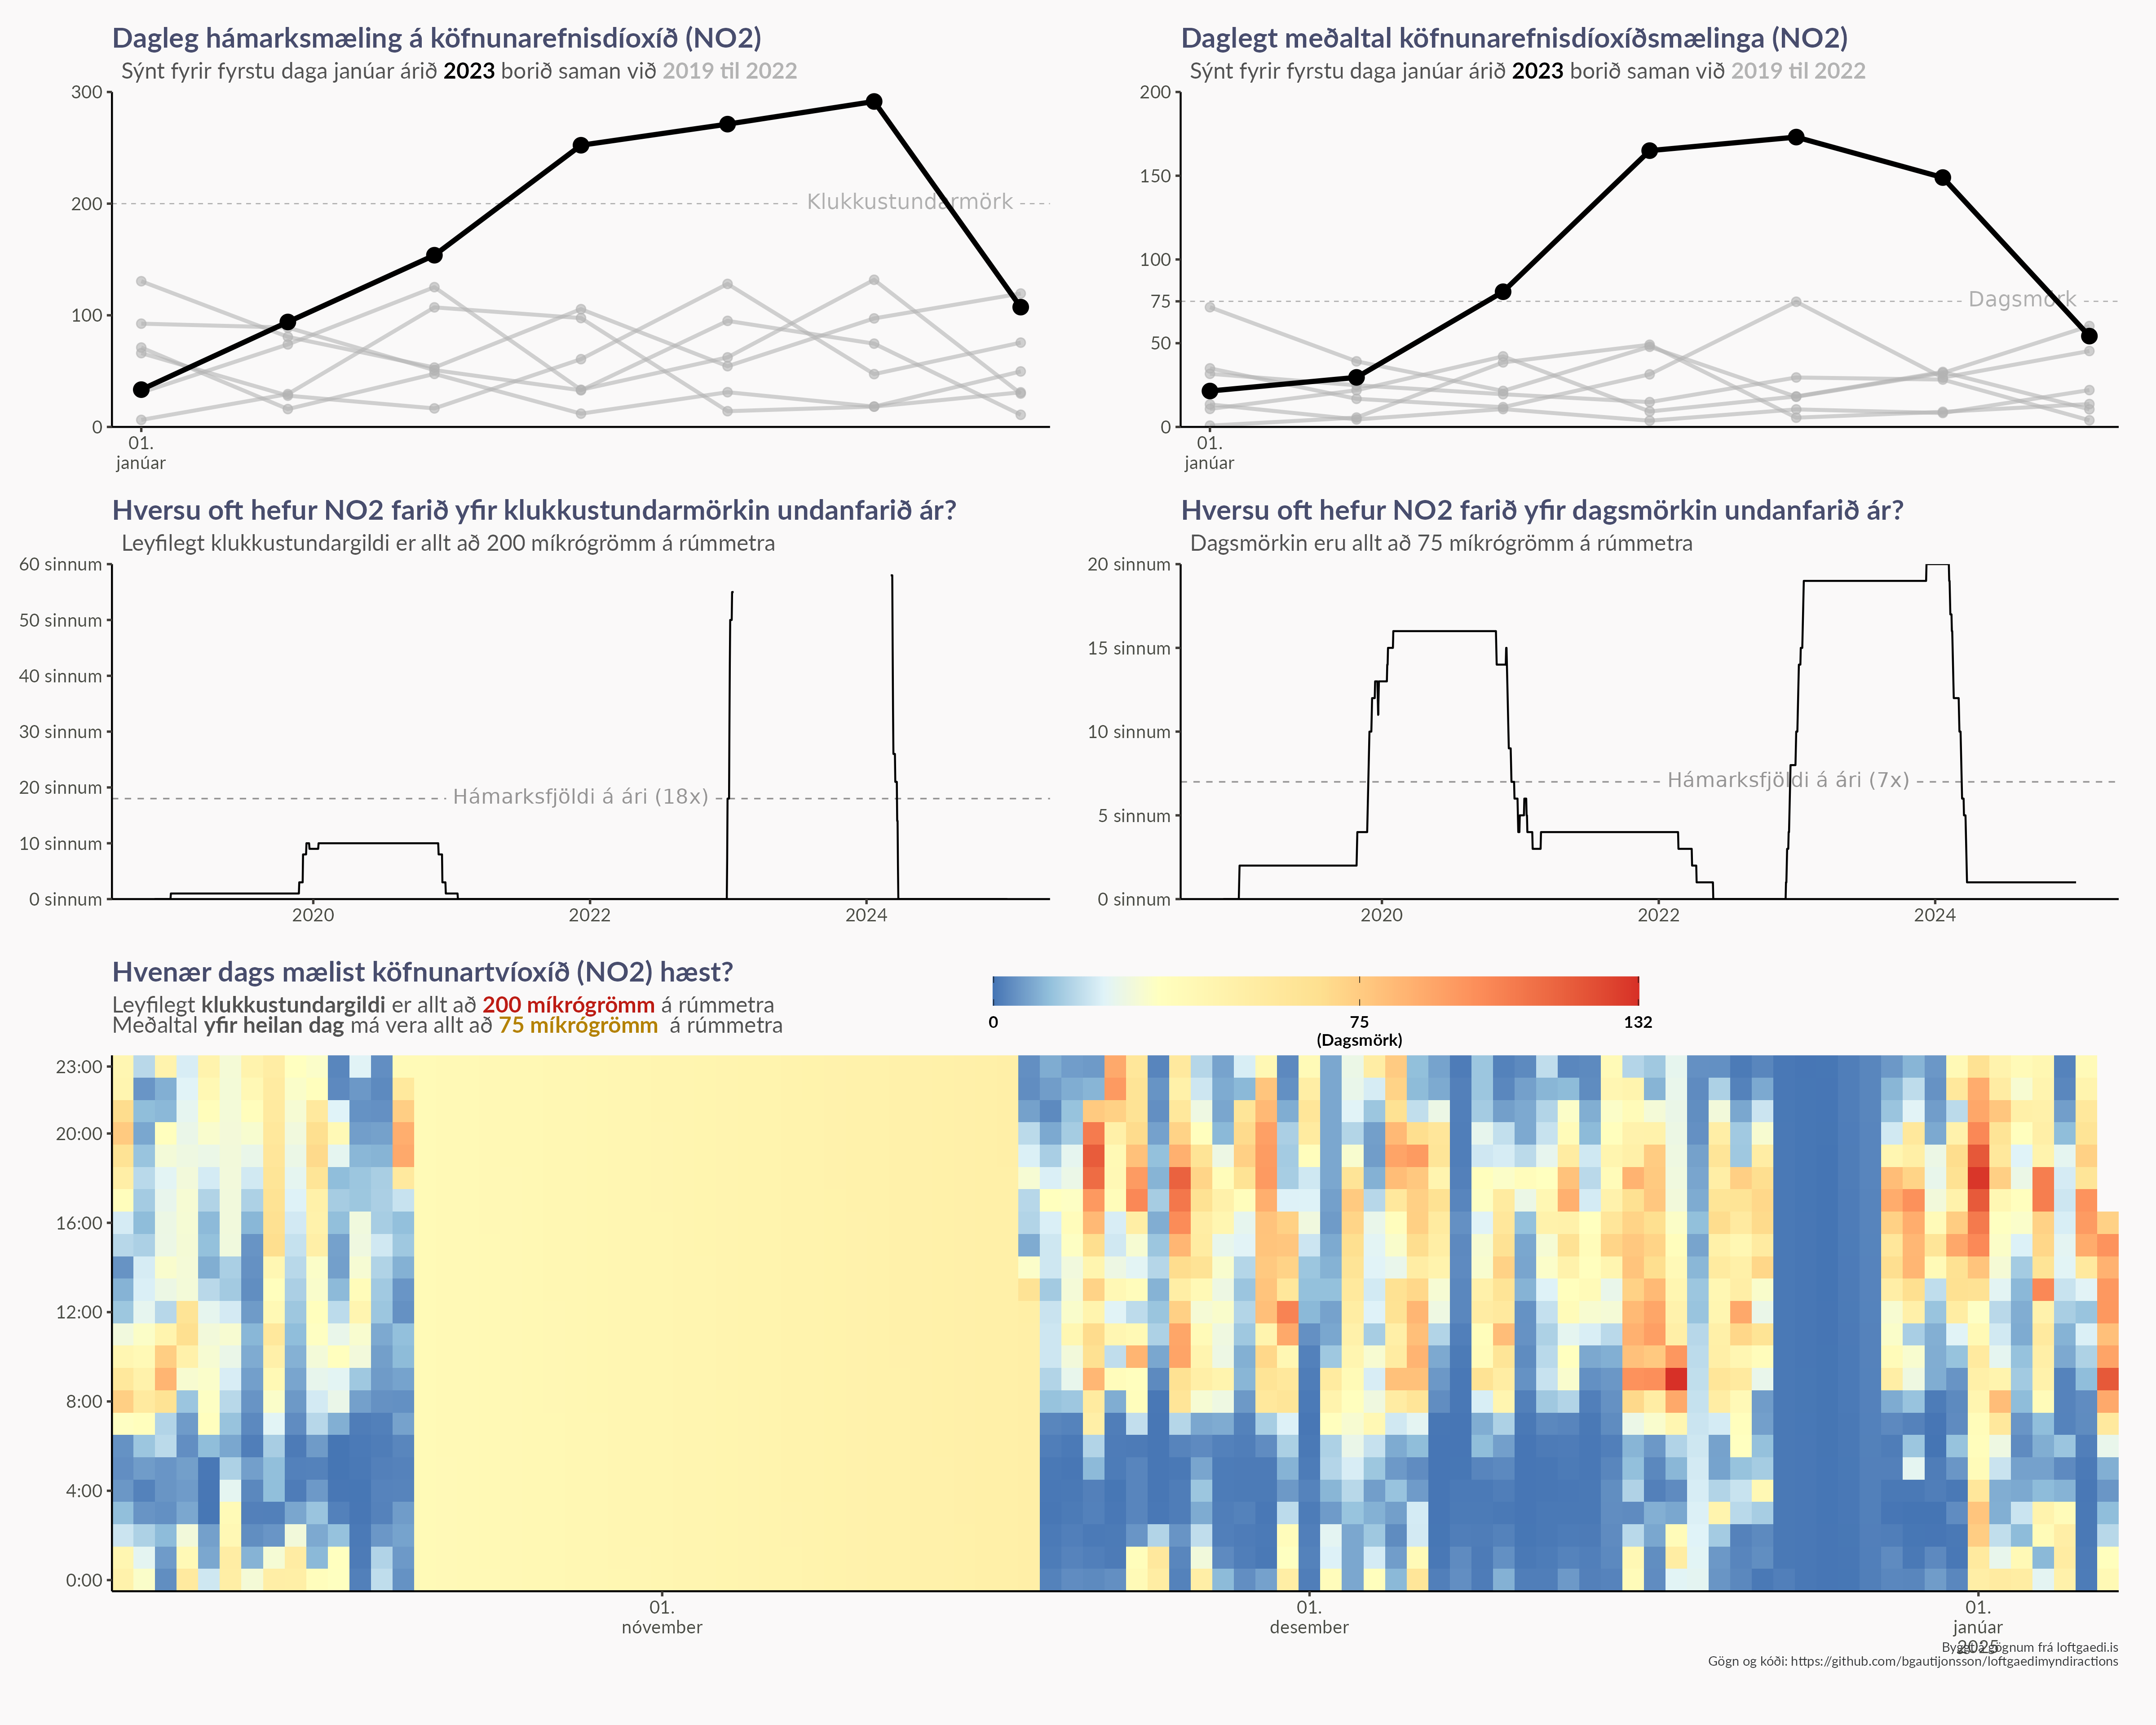 Dagleg hámarksmæling á köfnunarefnisdíoxíð (NO2)
Sýnt fyrir fyrstu daga janúar árið 2023 borið saman við 2019 til 2022
300
200
100
0
Klukkustundarmörk
01.
janúar
Daglegt meðaltal köfnunarefnisdíoxíðsmælinga (NO2)
Sýnt fyrir fyrstu daga janúar árið 2023 borið saman við 2019 til 2022
200
150
100
75
50
0
Dagsmörk
01.
janúar
Hversu oft hefur NO2 farið yfir klukkustundarmörkin undanfarið ár?
Leyfilegt klukkustundargildi er allt að 200 míkrógrömm á rúmmetra
60 sinnum
50 sinnum
40 sinnum
30 sinnum
20 sinnum
10 sinnum
0 sinnum
Hámarksfjöldi á ári (18x)
2020 2022 2024
Hversu oft hefur NO2 farið yfir dagsmörkin undanfarið ár?
Dagsmörkin eru allt að 75 míkrógrömm á rúmmetra
20 sinnum
15 sinnum
10 sinnum
5 sinnum
0 sinnum
Hámarksfjöldi á ári (7x)
2020 2022 2024
Hvenær dags mælist köfnunartvíoxíð (NO2) hæst?
Leyfilegt klukkustundargildi er allt að 200 míkrógrömm á rúmmetra
Meðaltal yfir heilan dag má vera allt að 75 míkrógrömm á rúmmetra
0 75 132
(Dagsmörk)
23:00
20:00
16:00
12:00
8:00
4:00
0:00
01. 01. 01.
nóvember desember janúar
2025
Byggt á gögnum frá loftgaedi.is
Gögn og kóði: https://github.com/bgautijonsson/loftgaedimyndiractions